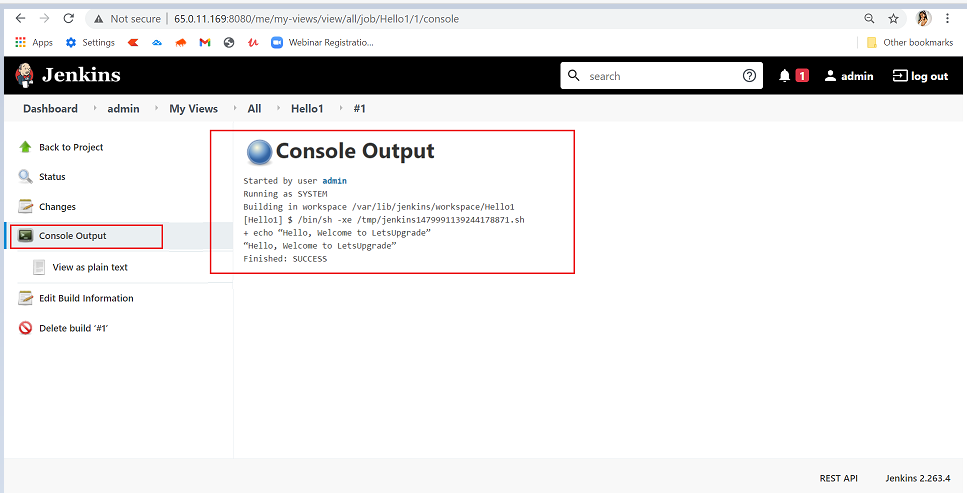 Not secure | 65.0.11.169:8080/me/my-views/view/all/job/Hello1/1/console
Apps Settings Webinar Registratio... Other bookmarks
Jenkins search 1 admin log out
Dashboard admin My Views All Hello1 #1
Back to Project
Status
Changes
Console Output
View as plain text
Edit Build Information
Delete build ‘#1’
Console Output
Started by user admin
Running as SYSTEM
Building in workspace /var/lib/jenkins/workspace/Hello1
[Hello1] $ /bin/sh -xe /tmp/jenkins1479991139244178871.sh
+ echo “Hello, Welcome to LetsUpgrade”
“Hello, Welcome to LetsUpgrade”
Finished: SUCCESS
REST API Jenkins 2.263.4